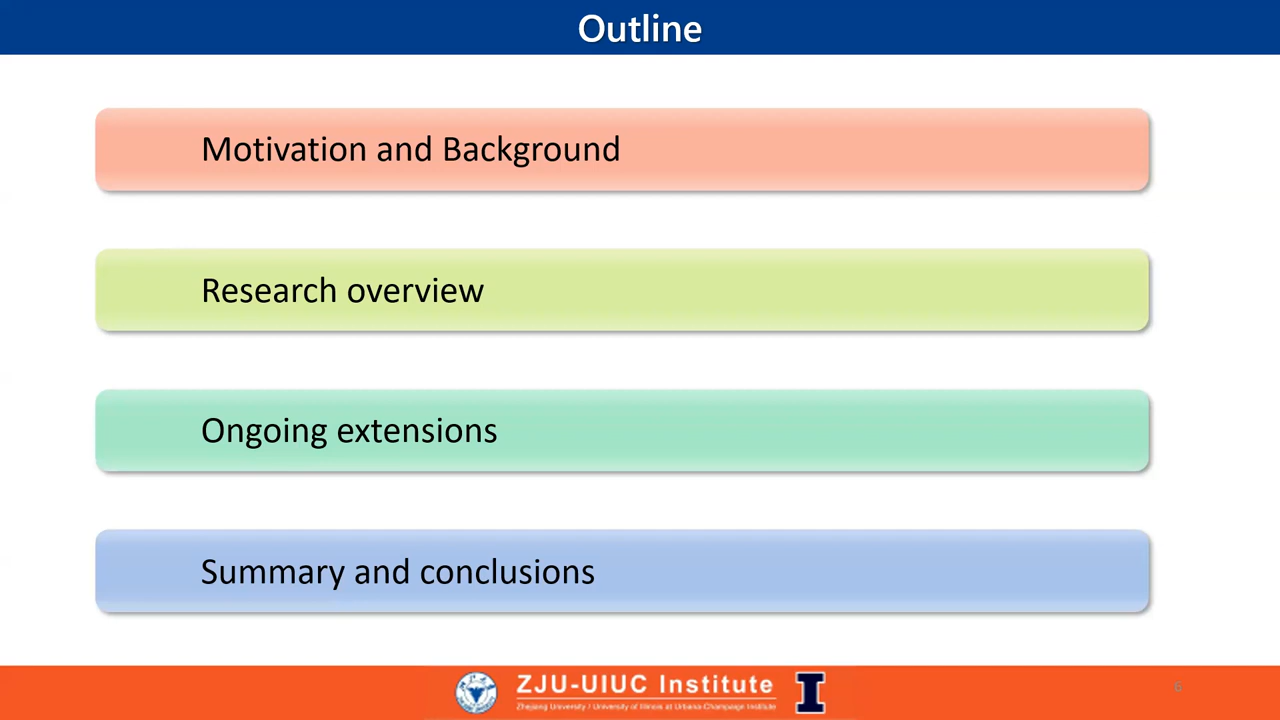 Outline
Motivation and Background
Research overview
Ongoing extensions
Summary and conclusions
ZJU-UIUC Institute
Zhejiang University / University of Illinois at Urbana-Champaign Institute
6